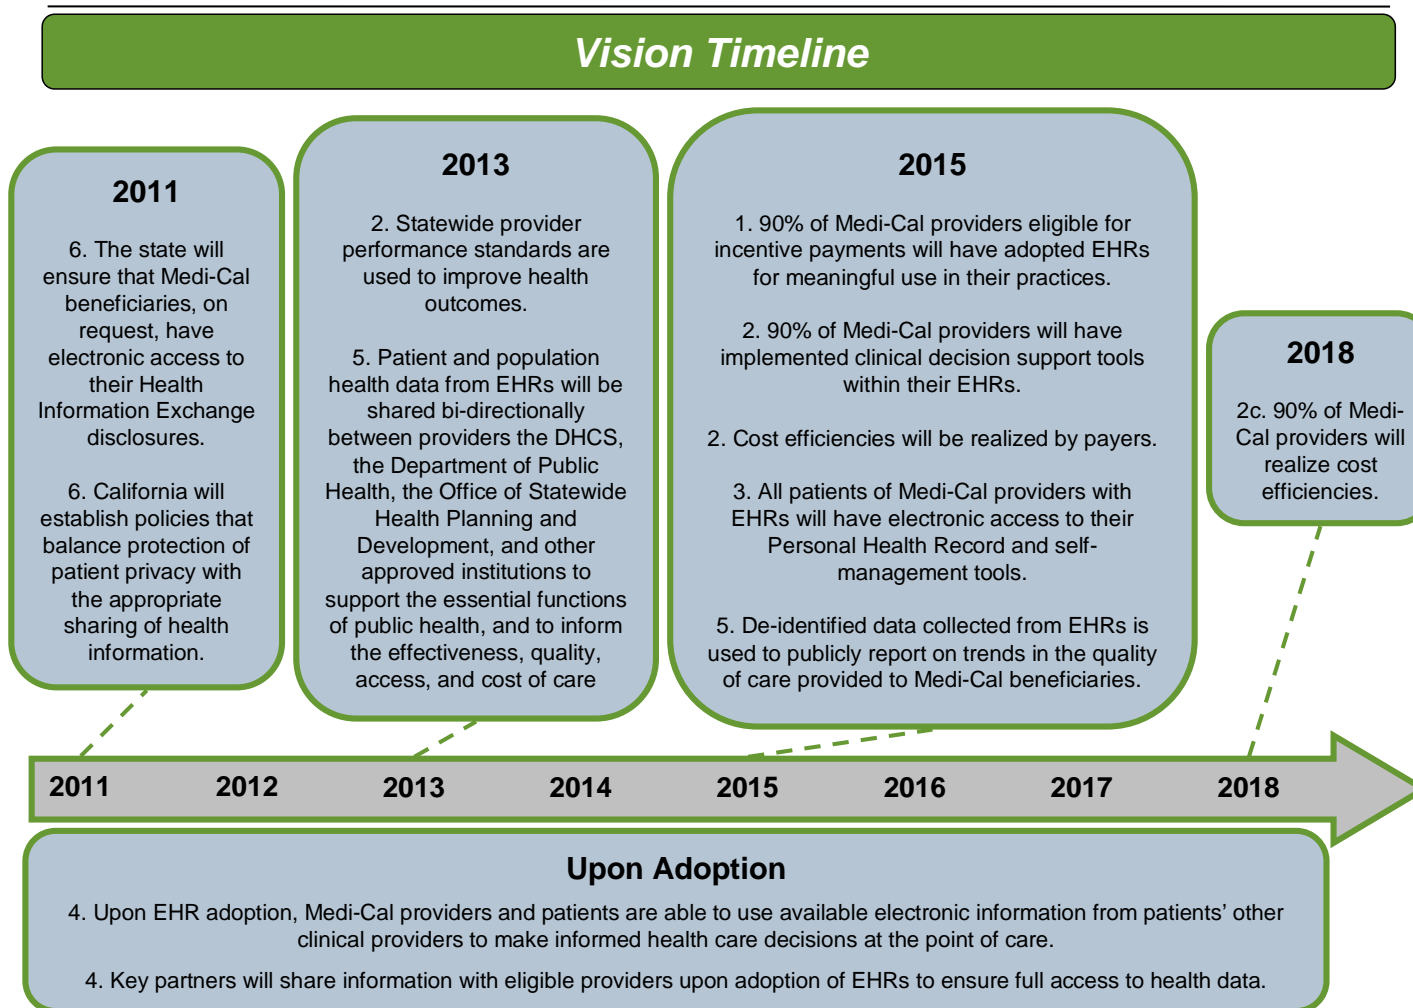 Vision Timeline
2011
6. The state will
ensure that Medi-Cal
beneficiaries, on
request, have
electronic access to
their Health
Information Exchange
disclosures.
6. California will
establish policies that
balance protection of
patient privacy with
the appropriate
sharing of health
information.
2013
2. Statewide provider
performance standards are
used to improve health
outcomes.
5. Patient and population
health data from EHRs will be
shared bi-directionally
between providers the DHCS,
the Department of Public
Health, the Office of Statewide
Health Planning and
Development, and other
approved institutions to
support the essential functions
of public health, and to inform
the effectiveness, quality,
access, and cost of care
2015
1. 90% of Medi-Cal providers eligible for
incentive payments will have adopted EHRs
for meaningful use in their practices.
2. 90% of Medi-Cal providers will have
implemented clinical decision support tools
within their EHRs.
2. Cost efficiencies will be realized by payers.
3. All patients of Medi-Cal providers with
EHRs will have electronic access to their
Personal Health Record and self-
management tools.
5. De-identified data collected from EHRs is
used to publicly report on trends in the quality
of care provided to Medi-Cal beneficiaries.
2018
2c. 90% of Medi-
Cal providers will
realize cost
efficiencies.
2011 2012 2013 2014 2015 2016 2017 2018
Upon Adoption
4. Upon EHR adoption, Medi-Cal providers and patients are able to use available electronic information from patients’ other
clinical providers to make informed health care decisions at the point of care.
4. Key partners will share information with eligible providers upon adoption of EHRs to ensure full access to health data.